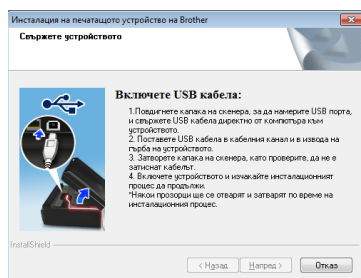 Инсталация на печатащото устройство на Brother
Свържете устройството
Включете USB кабела:
1.Повдигнете капака на скенера, за да намерите USB порта,
и свържете USB кабела директно от компютъра към
устройството.
2. Поставете USB кабела в кабелния канал и в извода на
гърба на устройството.
3. Затворете капака на скенера, като проверите, да не е
затиснат кабелът.
4. Включете устройството и изчакайте инсталационният
процес да продължи.
*Някои прозорци ще се отварят и затварят по време на
инсталационния процес.
InstallShield
< Назад
Напред >
Отказ